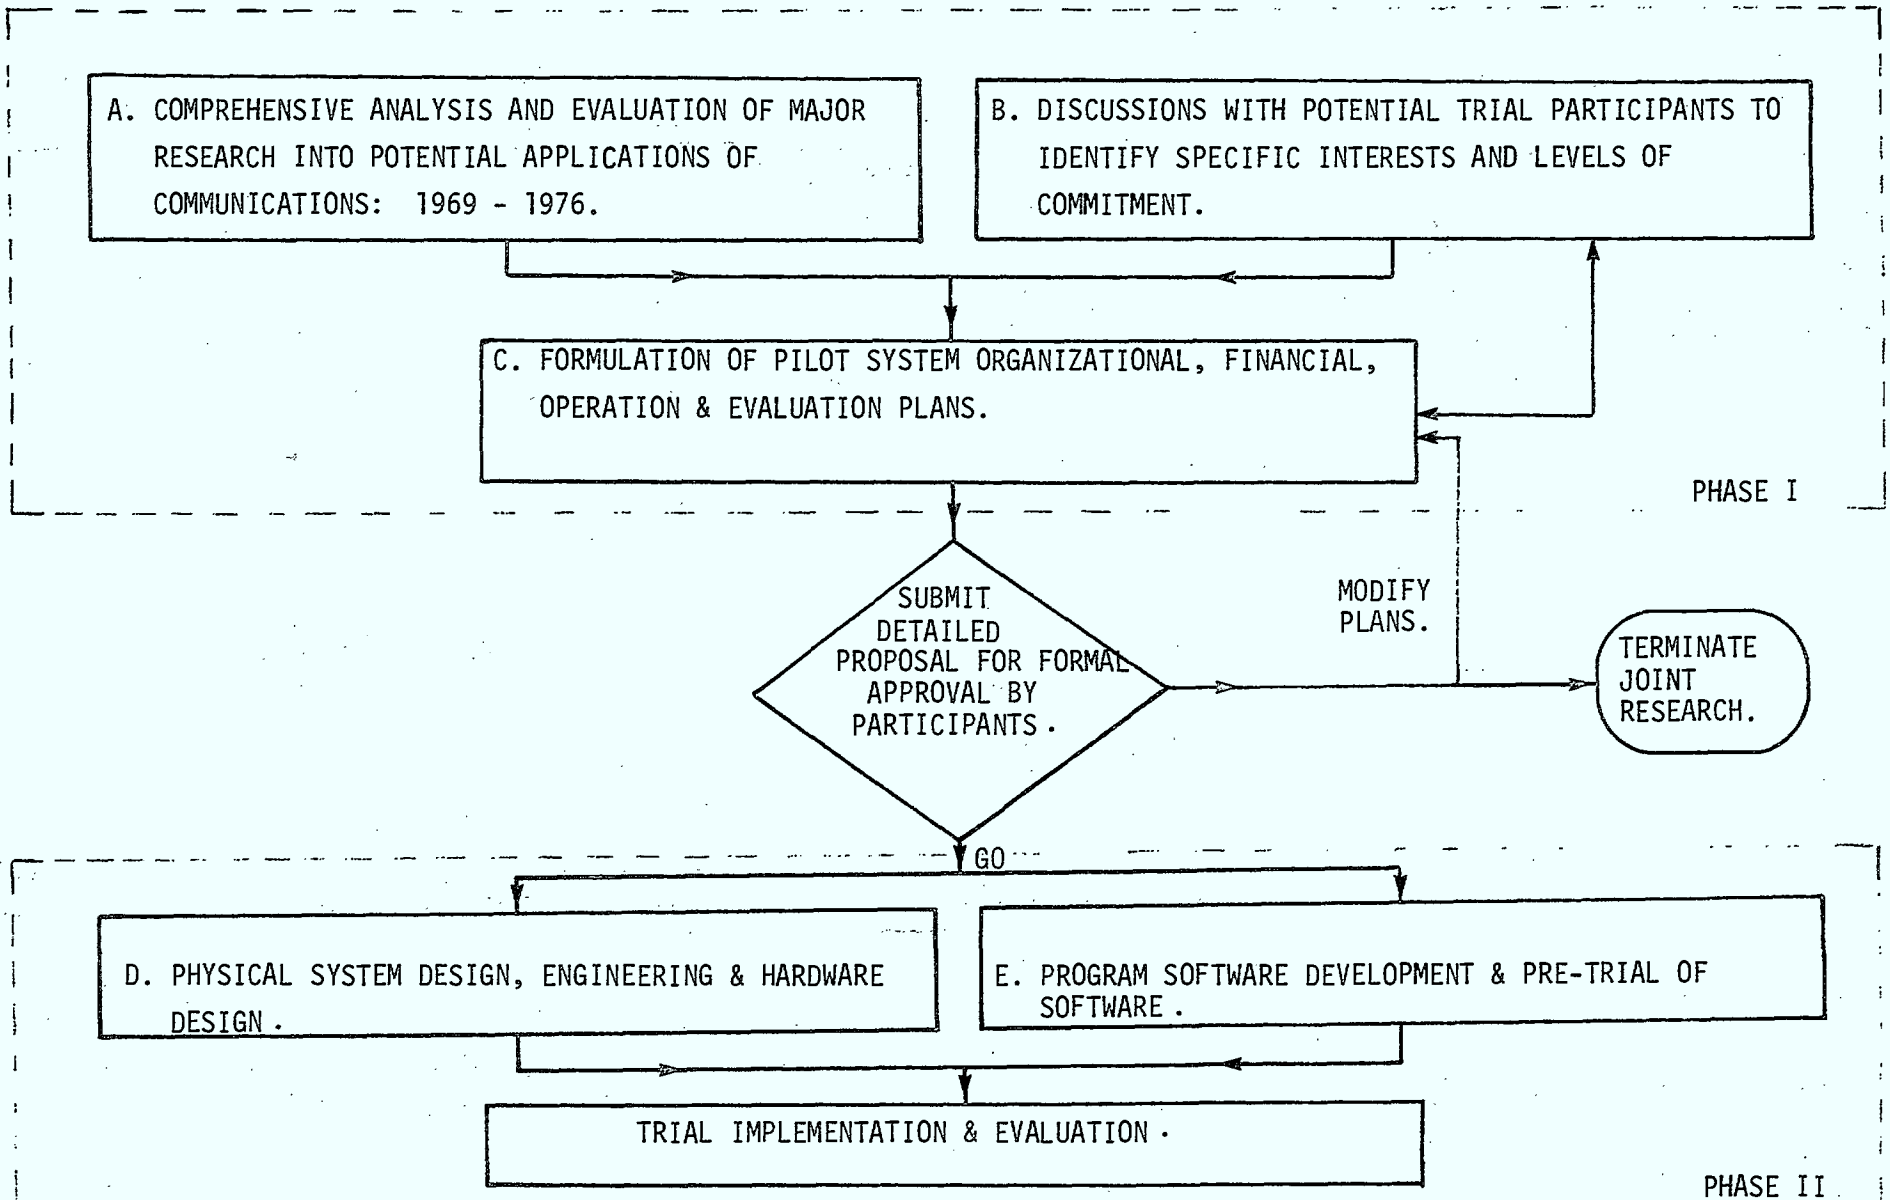 A. COMPREHENSIVE ANALYSIS AND EVALUATION OF MAJOR
RESEARCH INTO POTENTIAL APPLICATIONS OF
COMMUNICATIONS: 1969 - 1976.
B. DISCUSSIONS WITH POTENTIAL TRIAL PARTICIPANTS TO
IDENTIFY SPECIFIC INTERESTS AND LEVELS OF
COMMITMENT.
C. FORMULATION OF PILOT SYSTEM ORGANIZATIONAL, FINANCIAL,
OPERATION & EVALUATION PLANS.
PHASE I
SUBMIT
DETAILED
PROPOSAL FOR FORMAL
APPROVAL BY
PARTICIPANTS.
MODIFY
PLANS.
TERMINATE
JOINT
RESEARCH.
GO
D. PHYSICAL SYSTEM DESIGN, ENGINEERING & HARDWARE
DESIGN.
E. PROGRAM SOFTWARE DEVELOPMENT & PRE-TRIAL OF
SOFTWARE.
TRIAL IMPLEMENTATION & EVALUATION.
PHASE II